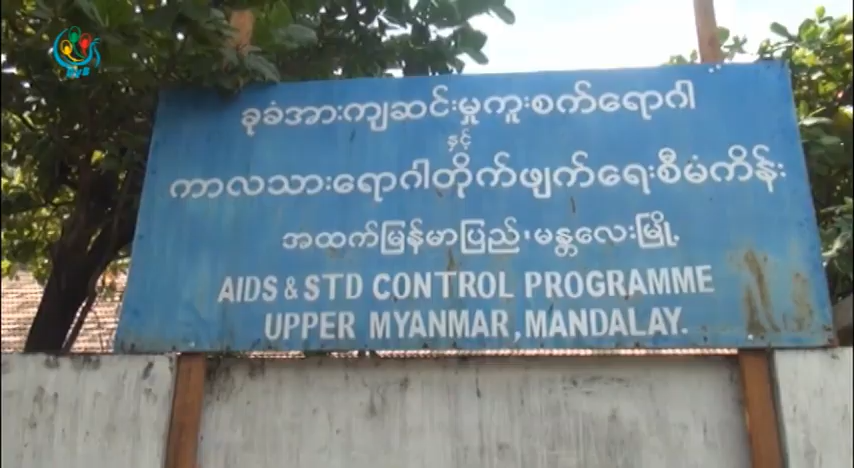 ခုခံအားကျဆင်းမှုကူးစက်ရောဂါ
နှင့်
ကာလသားရောဂါတိုက်ဖျက်ရေးစီမံကိန်း
အထက်မြန်မာပြည်၊မန္တလေးမြို့
AIDS & STD CONTROL PROGRAMME
UPPER MYANMAR, MANDALAY.